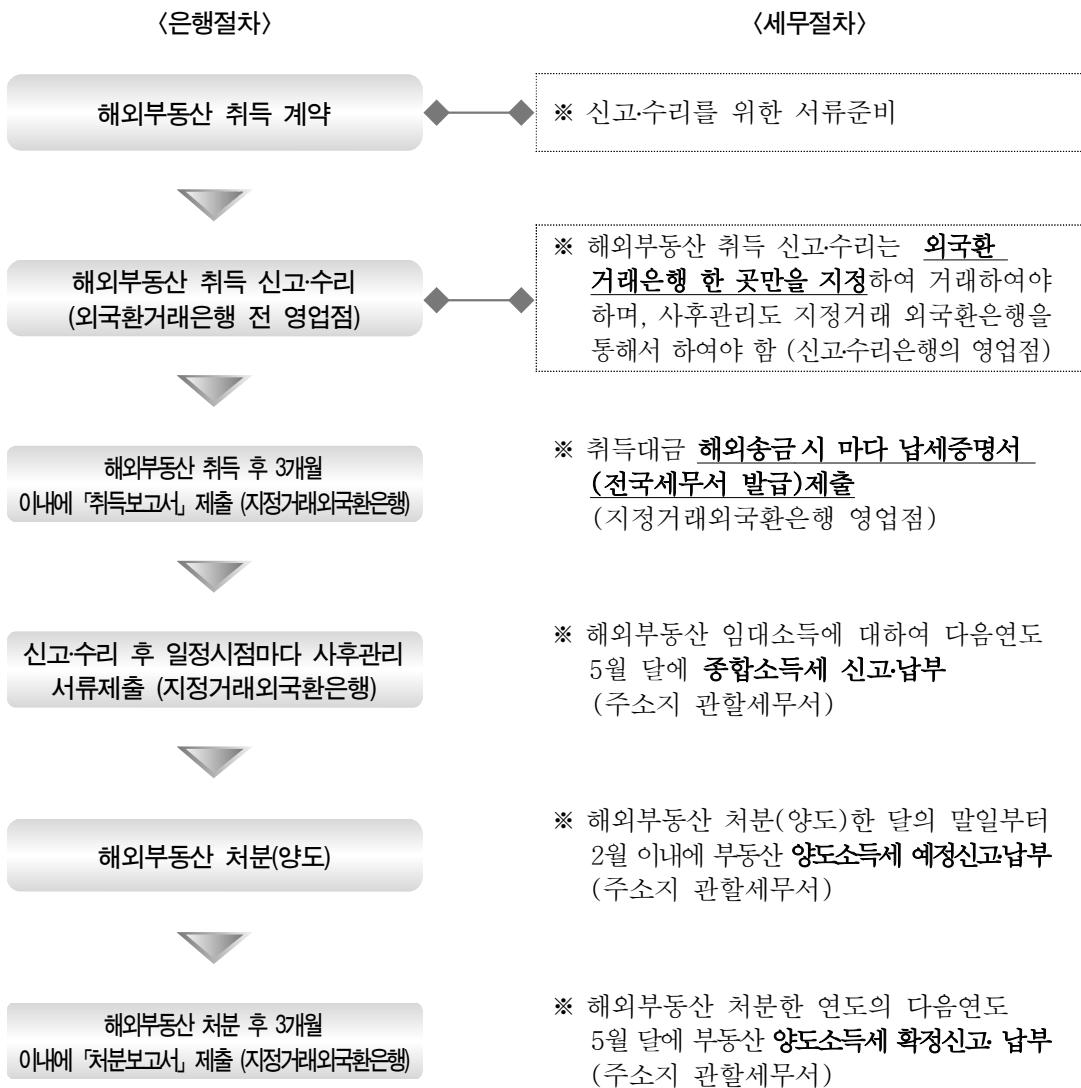 〈은행절차〉
〈세무절차〉
해외부동산 취득 계약
※ 신고·수리를 위한 서류준비
해외부동산 취득 신고·수리
(외국환거래은행 전 영업점)
※ 해외부동산 취득 신고·수리는 외국환
거래은행 한 곳만을 지정하여 거래하여야
하며, 사후관리도 지정거래 외국환은행을
통해서 하여야 함 (신고·수리은행의 영업점)
해외부동산 취득 후 3개월
이내에 「취득보고서」 제출 (지정거래외국환은행)
※ 취득대금 해외송금 시 마다 납세증명서
(전국세무서 발급)제출
(지정거래외국환은행 영업점)
신고·수리 후 일정시점마다 사후관리
서류제출 (지정거래외국환은행)
※ 해외부동산 임대소득에 대하여 다음연도
5월 달에 종합소득세 신고·납부
(주소지 관할세무서)
해외부동산 처분(양도)
※ 해외부동산 처분(양도)한 달의 말일부터
2월 이내에 부동산 양도소득세 예정신고·납부
(주소지 관할세무서)
해외부동산 처분 후 3개월
이내에 「처분보고서」 제출 (지정거래외국환은행)
※ 해외부동산 처분한 연도의 다음연도
5월 달에 부동산 양도소득세 확정신고· 납부
(주소지 관할세무서)